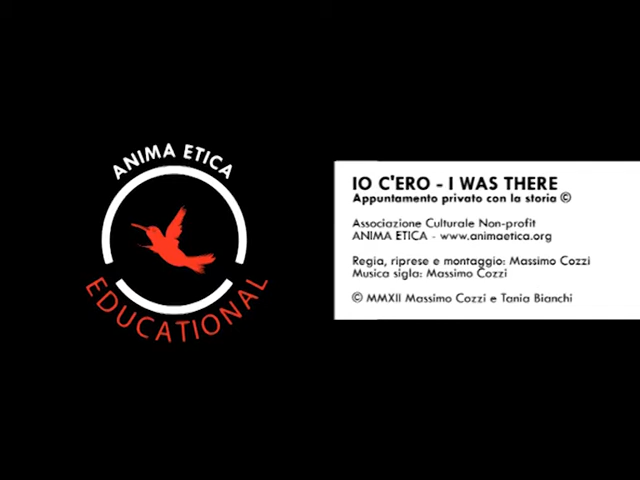 ANIMA ETICA
EDUCATIONAL
IO C'ERO - I WAS THERE
Appuntamento privato con la storia ©
Associazione Culturale Non-profit
ANIMA ETICA - www.animaetica.org
Regia, riprese e montaggio: Massimo Cozzi
Musica sigla: Massimo Cozzi
© MMXII Massimo Cozzi e Tania Bianchi